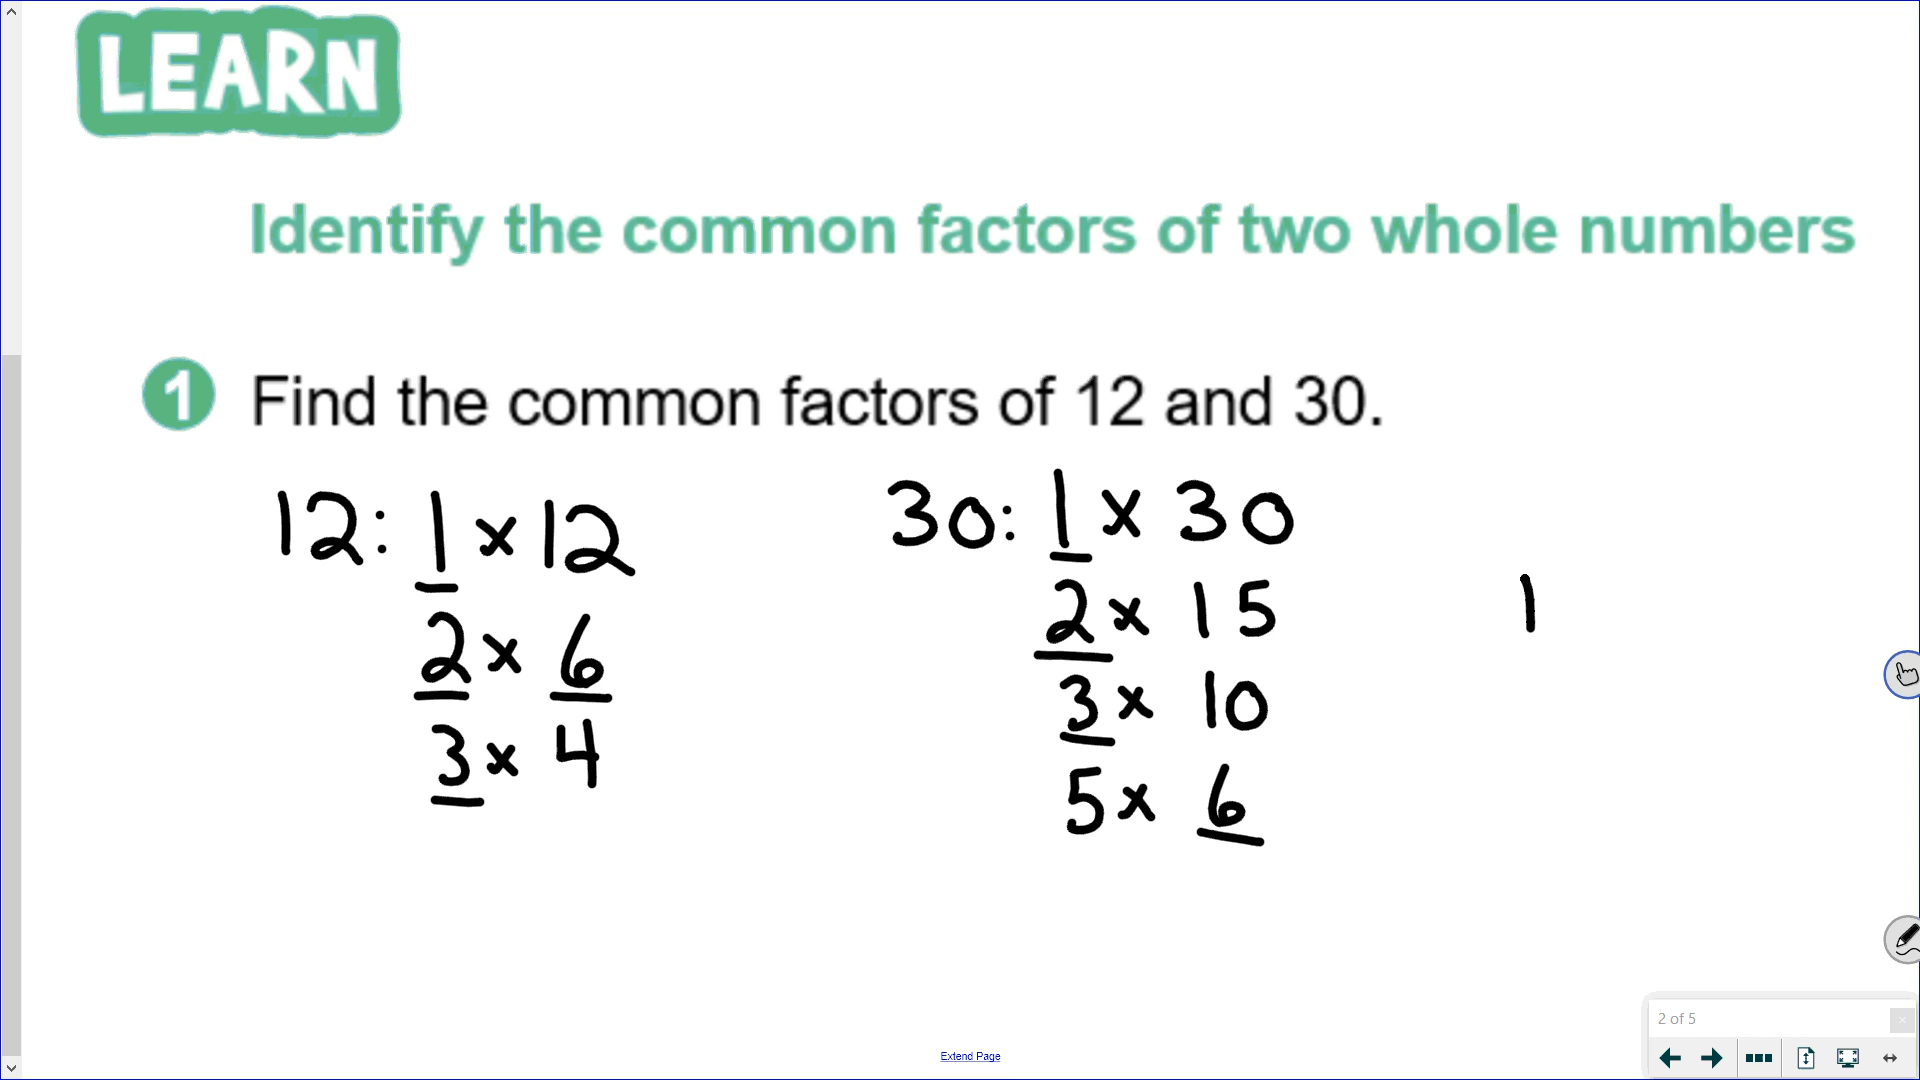 LEARN
Identify the common factors of two whole numbers
1 Find the common factors of 12 and 30.
12: 1 x 12
2 x 6
3 x 4
30: 1 x 30
2 x 15
3 x 10
5 x 6
1
Extend Page
2 of 5